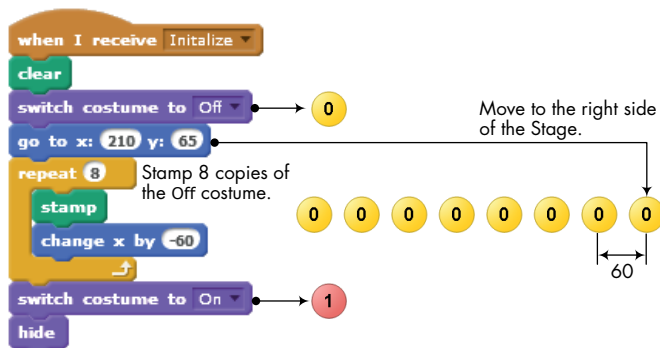 when I receive Initalize
clear
switch costume to Off
0
go to x: 210 y: 65
Move to the right side
of the Stage.
repeat 8
Stamp 8 copies of
the Off costume.
stamp
change x by -60
0 0 0 0 0 0 0 0
60
switch costume to On
1
hide